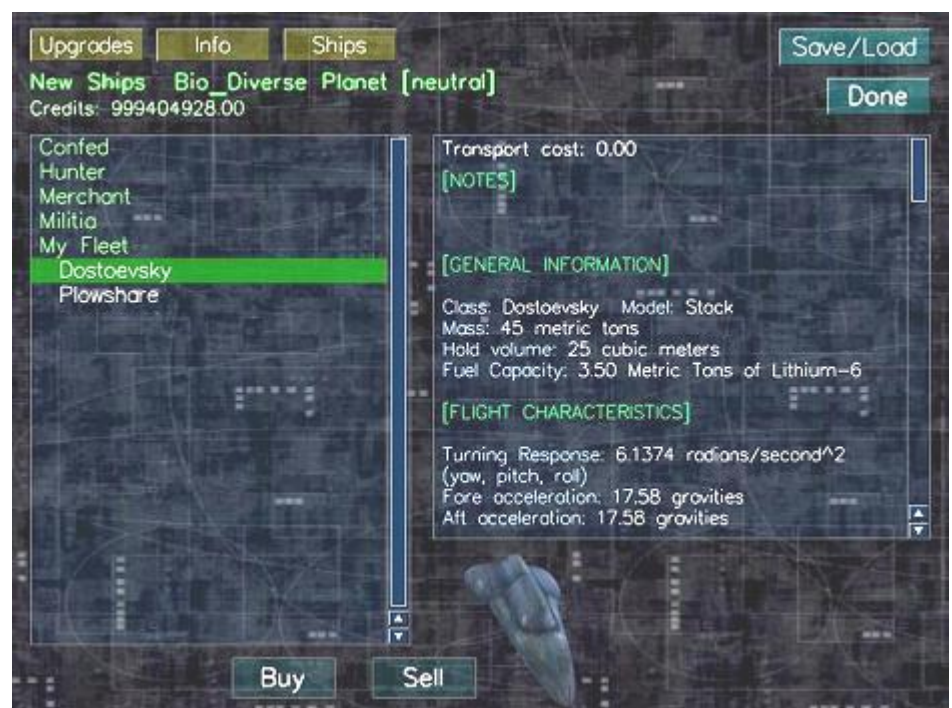 Upgrades Info Ships Save/Load
New Ships Bio_Diverse Planet [neutral]
Credits: 999404928.00
Done
Confed
Hunter
Merchant
Militia
My Fleet
Dostoevsky
Plowshare
Transport cost: 0.00
[NOTES]
[GENERAL INFORMATION]
Class: Dostoevsky Model: Stock
Mass: 45 metric tons
Hold volume: 25 cubic meters
Fuel Capacity: 3.50 Metric Tons of Lithium-6
[FLIGHT CHARACTERISTICS]
Turning Response: 6.1374 radians/second^2
(yaw, pitch, roll)
Fore acceleration: 17.58 gravities
Aft acceleration: 17.58 gravities
Buy Sell